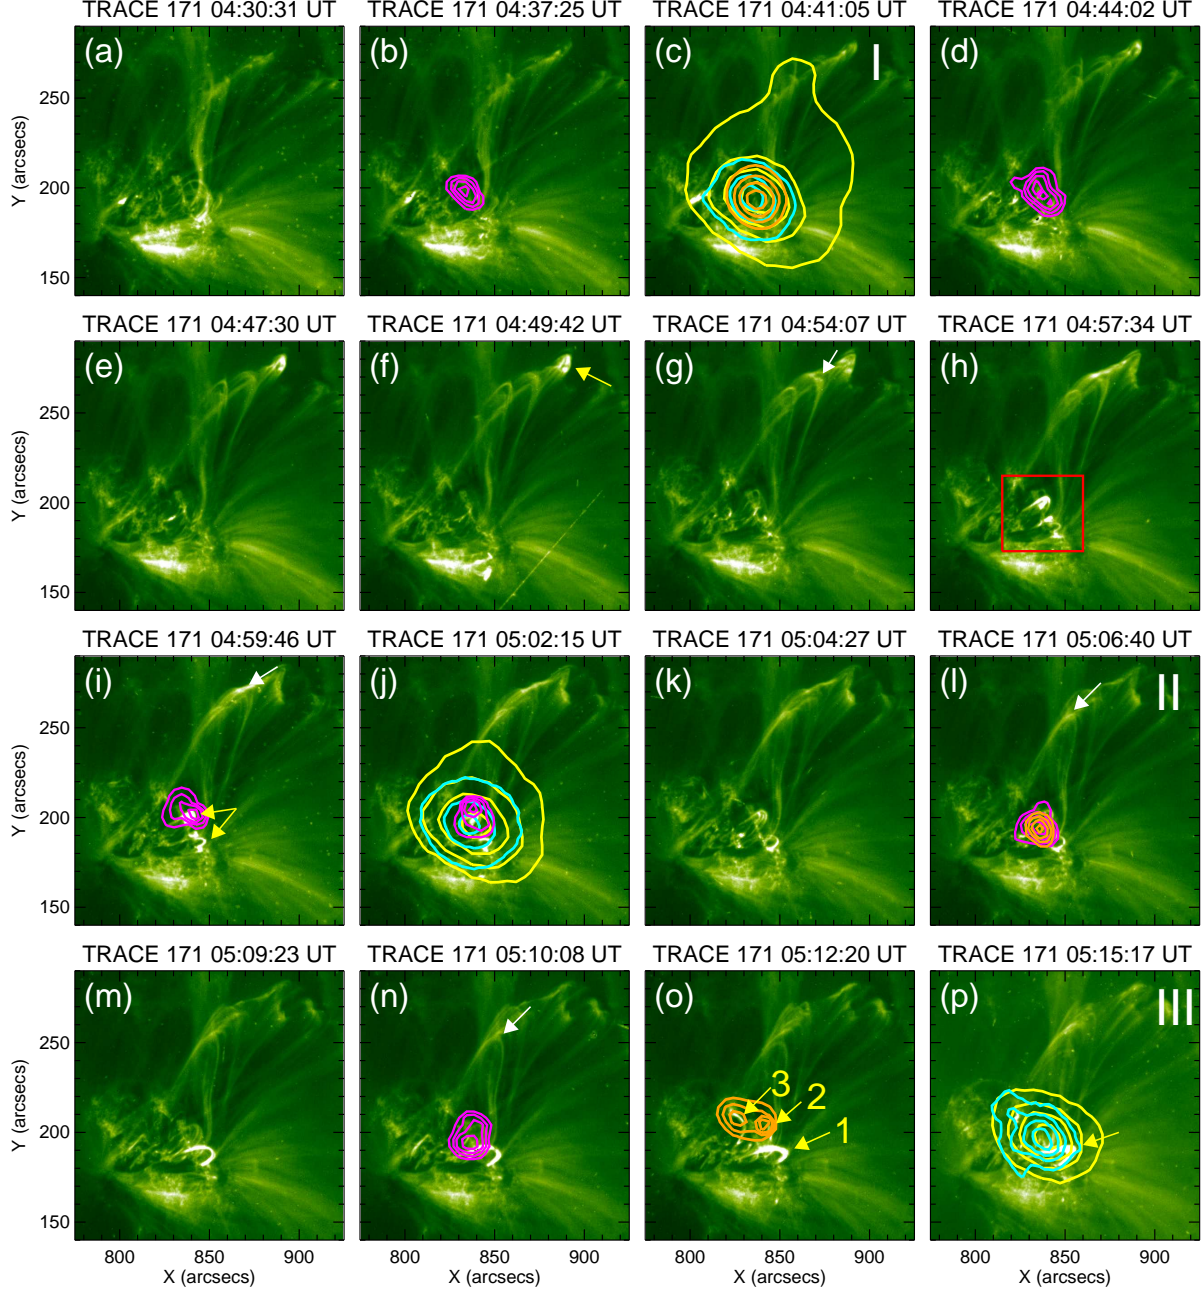 TRACE 171 04:30:31 UT TRACE 171 04:37:25 UT TRACE 171 04:41:05 UT TRACE 171 04:44:02 UT
(a) (b) (c) I (d)
250
200
150
Y (arcsecs)
TRACE 171 04:47:30 UT TRACE 171 04:49:42 UT TRACE 171 04:54:07 UT TRACE 171 04:57:34 UT
(e) (f) (g) (h)
250
200
150
Y (arcsecs)
TRACE 171 04:59:46 UT TRACE 171 05:02:15 UT TRACE 171 05:04:27 UT TRACE 171 05:06:40 UT
(i) (j) (k) (l) II
250
200
150
Y (arcsecs)
TRACE 171 05:09:23 UT TRACE 171 05:10:08 UT TRACE 171 05:12:20 UT TRACE 171 05:15:17 UT
(m) (n) (o) (p) III
250
3
2
1
200
150
Y (arcsecs)
800 850 900 800 850 900 800 850 900 800 850 900
X (arcsecs) X (arcsecs) X (arcsecs) X (arcsecs)